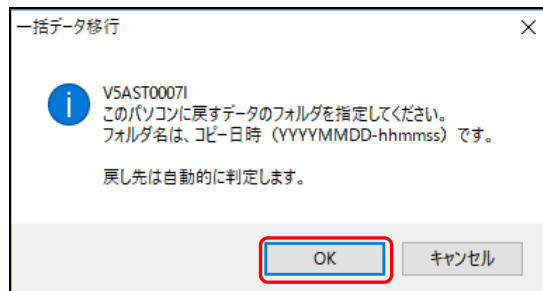 一括データ移行
V5AST0007I
このパソコンに戻すデータのフォルダを指定してください。
フォルダ名は、コピー日時（YYYYMMDD-hhmmss）です。
戻し先は自動的に判定します。
OK
キャンセル